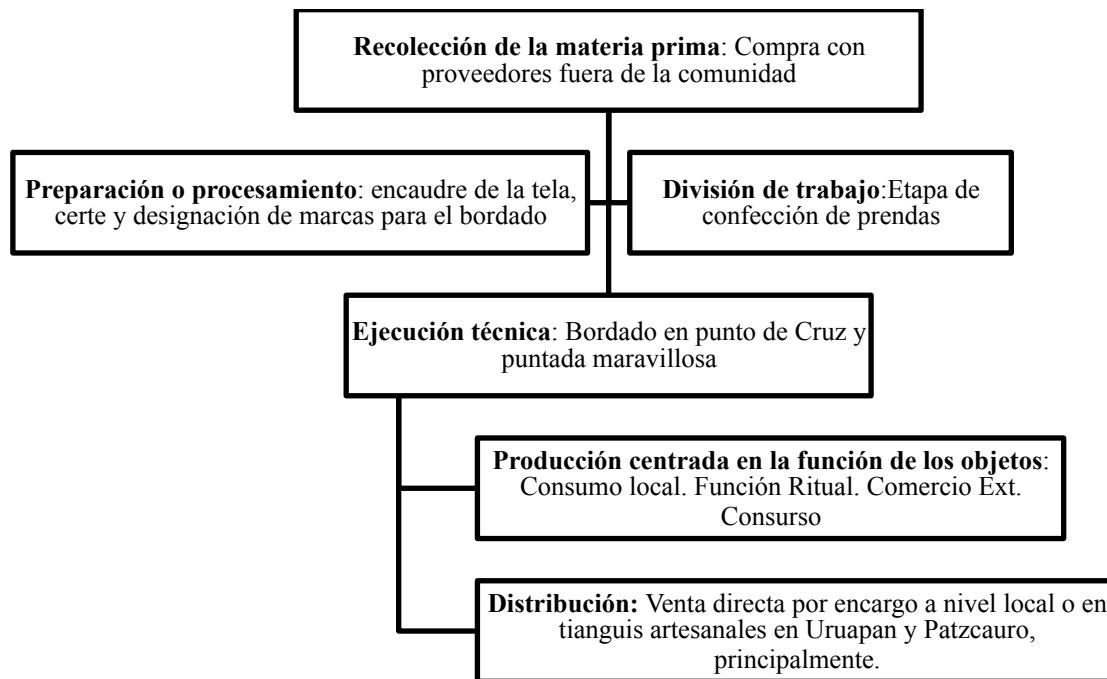 Recolección de la materia prima: Compra con
proveedores fuera de la comunidad
Preparación o procesamiento: encaudre de la tela,
certe y designación de marcas para el bordado
División de trabajo:Etapa de
confección de prendas
Ejecución técnica: Bordado en punto de Cruz y
puntada maravillosa
Producción centrada en la función de los objetos:
Consumo local. Función Ritual. Comercio Ext.
Consurso
Distribución: Venta directa por encargo a nivel local o en
tianguis artesanales en Uruapan y Patzcauro,
principalmente.